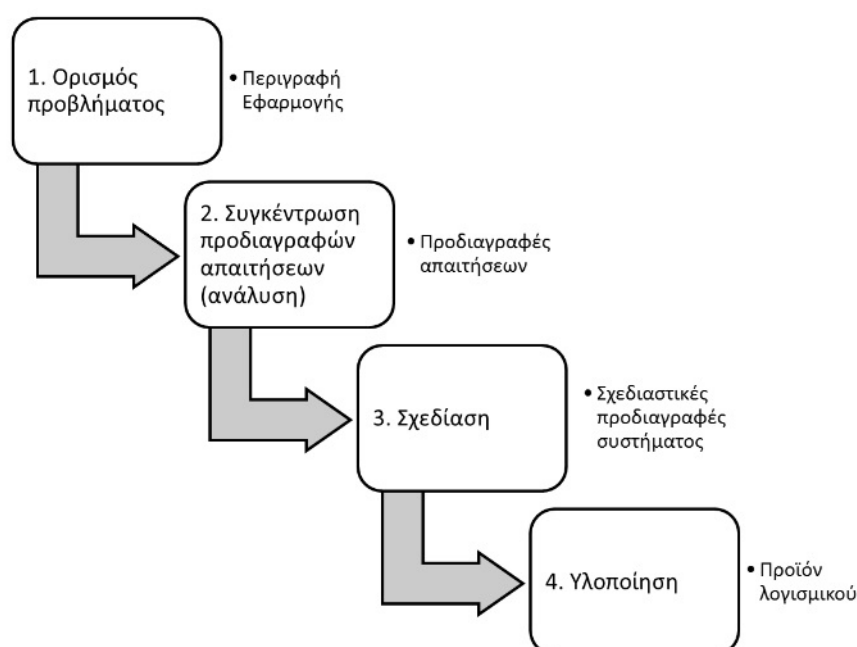 1. Ορισμός
προβλήματος
• Περιγραφή
Εφαρμογής
2. Συγκέντρωση
προδιαγραφών
απαιτήσεων
(ανάλυση)
• Προδιαγραφές
απαιτήσεων
3. Σχεδίαση
• Σχεδιαστικές
προδιαγραφές
συστήματος
4. Υλοποίηση
• Προϊόν
λογισμικού